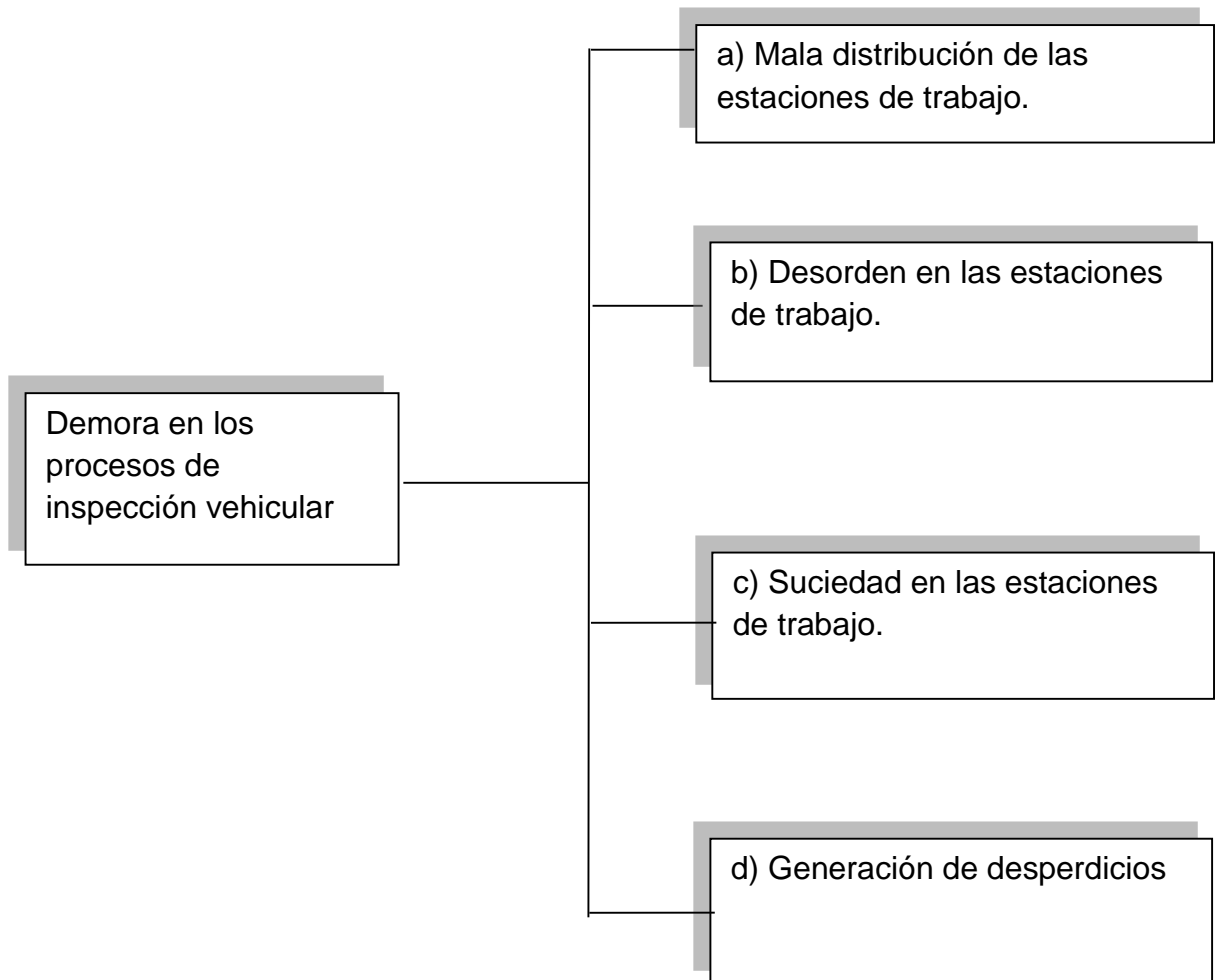 a) Mala distribución de las
estaciones de trabajo.
b) Desorden en las estaciones
de trabajo.
Demora en los
procesos de
inspección vehicular
c) Suciedad en las estaciones
de trabajo.
d) Generación de desperdicios